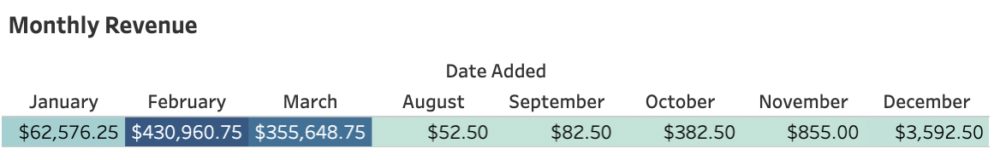 Monthly Revenue
Date Added
January February March August September October November December
$62,576.25 $430,960.75 $355,648.75 $52.50 $82.50 $382.50 $855.00 $3,592.50